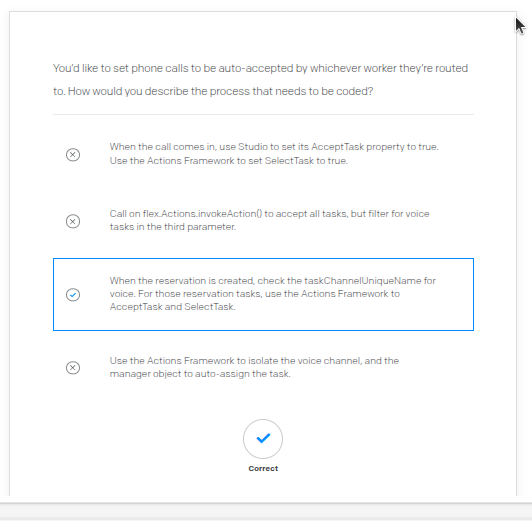 You'd like to set phone calls to be auto-accepted by whichever worker they're routed
to. How would you describe the process that needs to be coded?
When the call comes in, use Studio to set its AcceptTask property to true.
Use the Actions Framework to set SelectTask to true.
Call on flex.Actions.invokeAction() to accept all tasks, but filter for voice
tasks in the third parameter.
When the reservation is created, check the taskChannelUniqueName for
voice. For those reservation tasks, use the Actions Framework to
AcceptTask and SelectTask.
Use the Actions Framework to isolate the voice channel, and the
manager object to auto-assign the task.
Correct